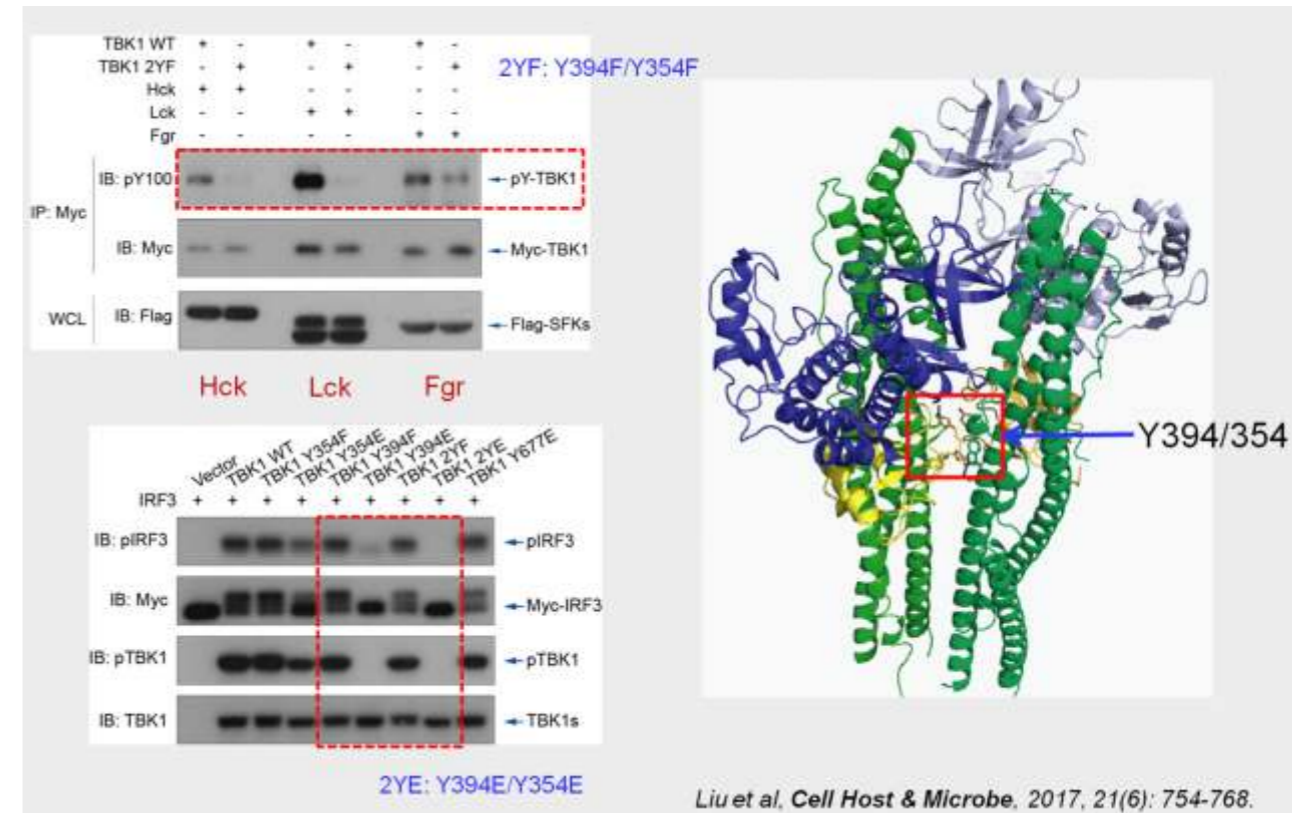 TBK1 WT + - + - + -
TBK1 2YF - + - + - +
2YF: Y394F/Y354F
Hck + + - - - -
Lck - - + + - -
Fgr - - - - + +
IP: Myc
IB: pY100
pY-TBK1
IB: Myc
Myc-TBK1
WCL
IB: Flag
Flag-SFKs
Hck Lck Fgr
Vector
TBK1 WT
TBK1 Y354F
TBK1 Y354E
TBK1 Y394F
TBK1 Y394E
TBK1 2YF
TBK1 2YE
TBK1 Y677E
IRF3 + + + + + + + + +
IB: pIRF3
pIRF3
IB: Myc
Myc-IRF3
IB: pTBK1
pTBK1
IB: TBK1
TBK1s
2YE: Y394E/Y354E
Y394/354
Liu et al, Cell Host & Microbe, 2017, 21(6): 754-768.